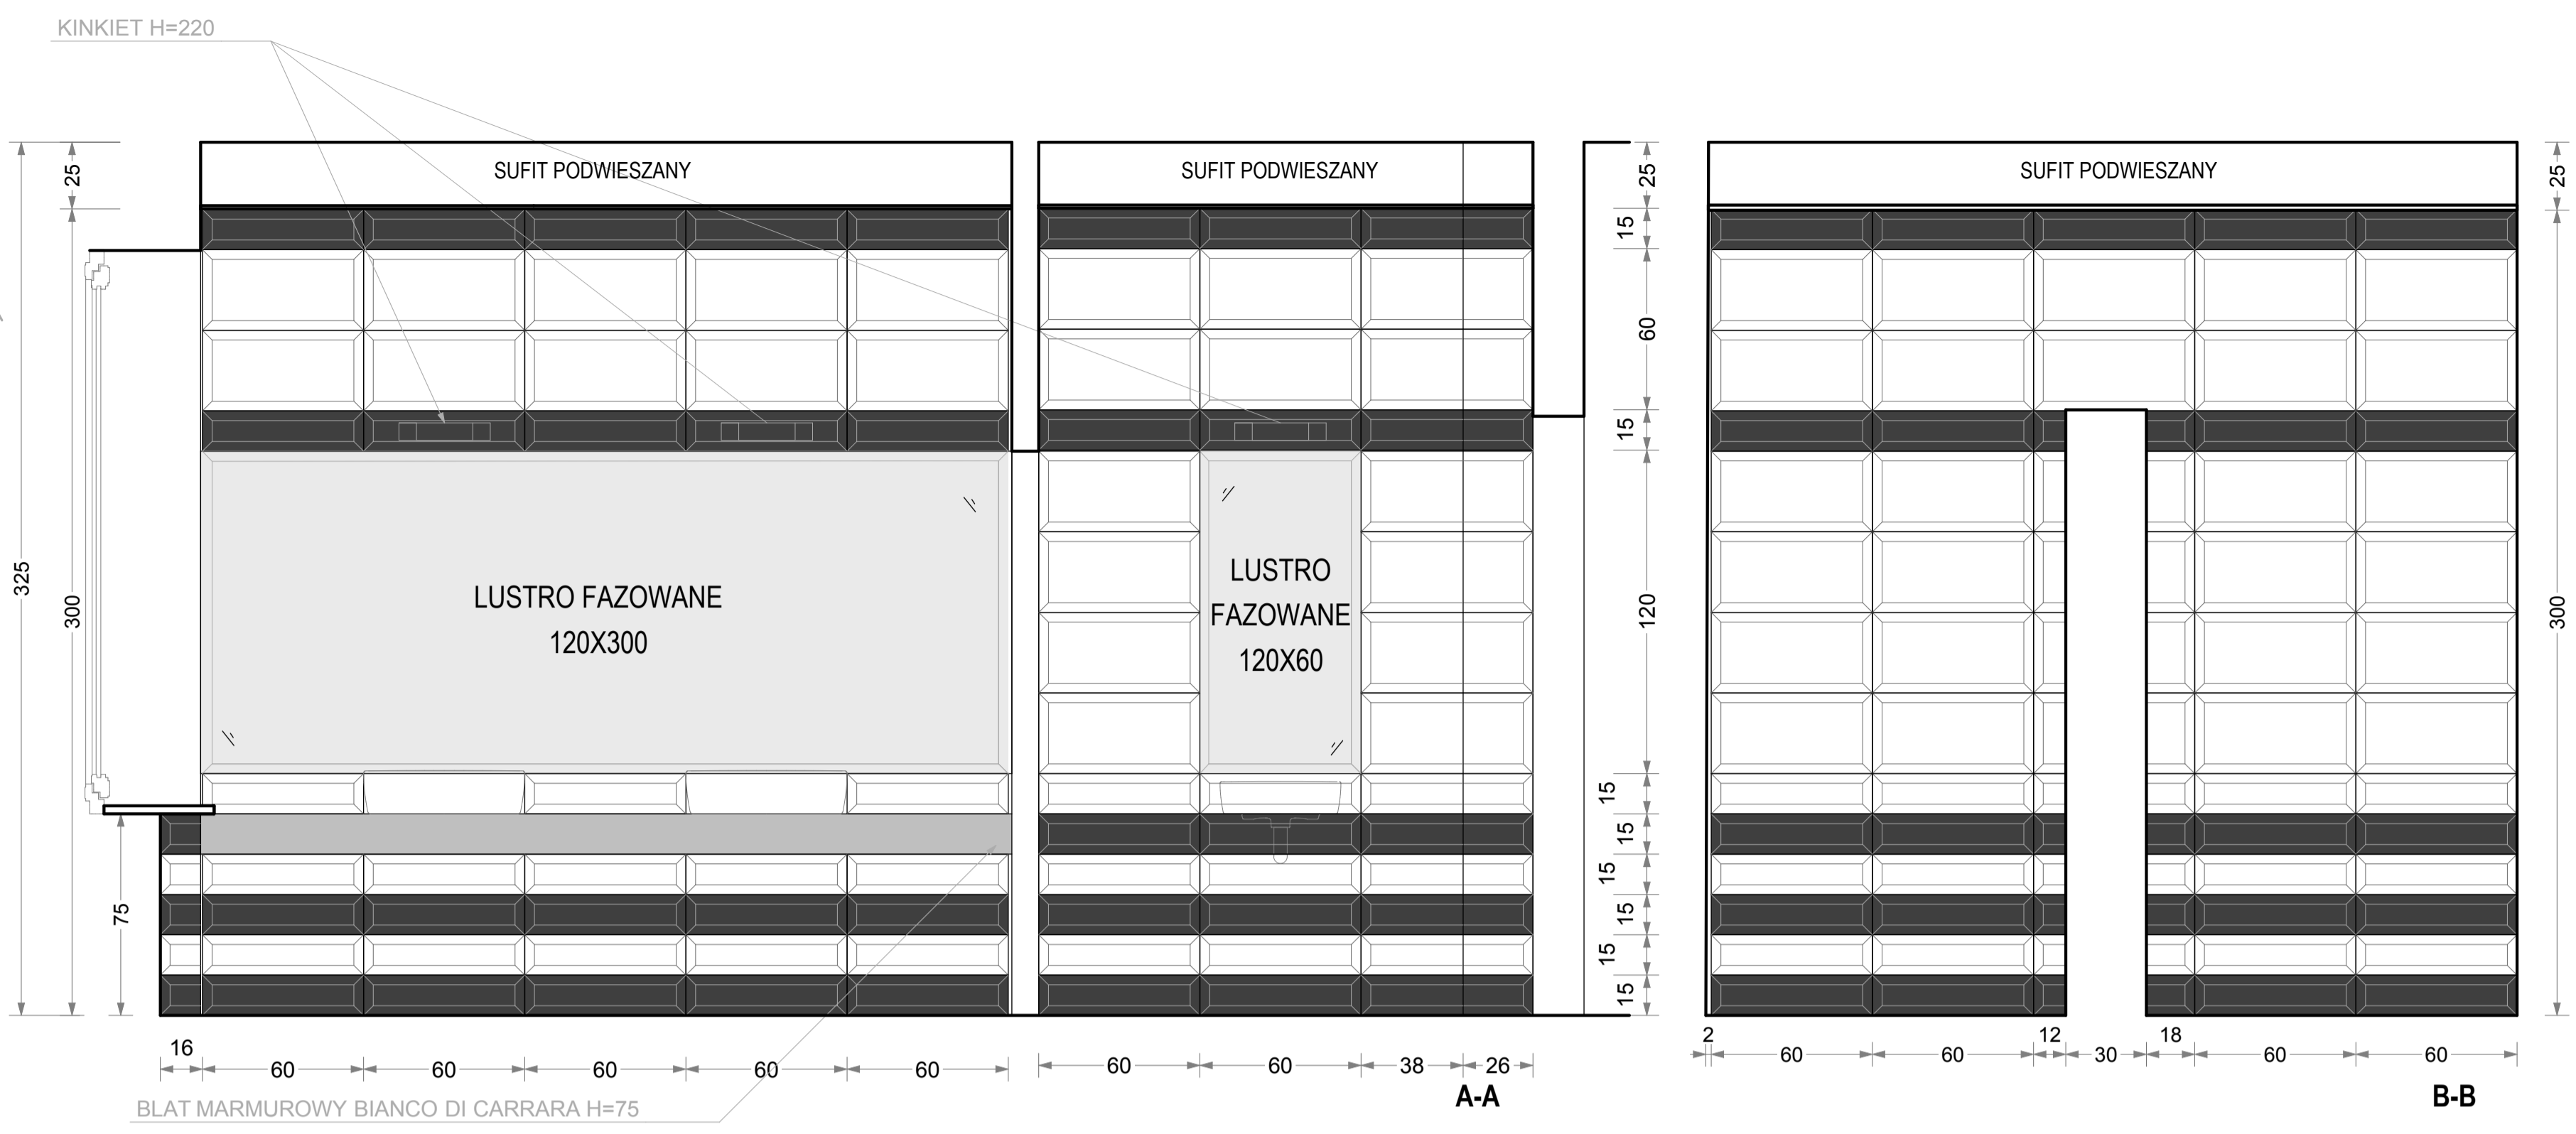 KINKIET H=220
SUFIT PODWIESZANY
SUFIT PODWIESZANY
SUFIT PODWIESZANY
25
325
300
75
LUSTRO FAZOWANE
120X300
LUSTRO
FAZOWANE
120X60
25
15
60
15
120
15
15
15
15
15
15
25
300
16
60
60
60
60
60
60
60
38
26
A-A
2
60
60
12
30
18
60
60
B-B
BLAT MARMUROWY BIANCO DI CARRARA H=75